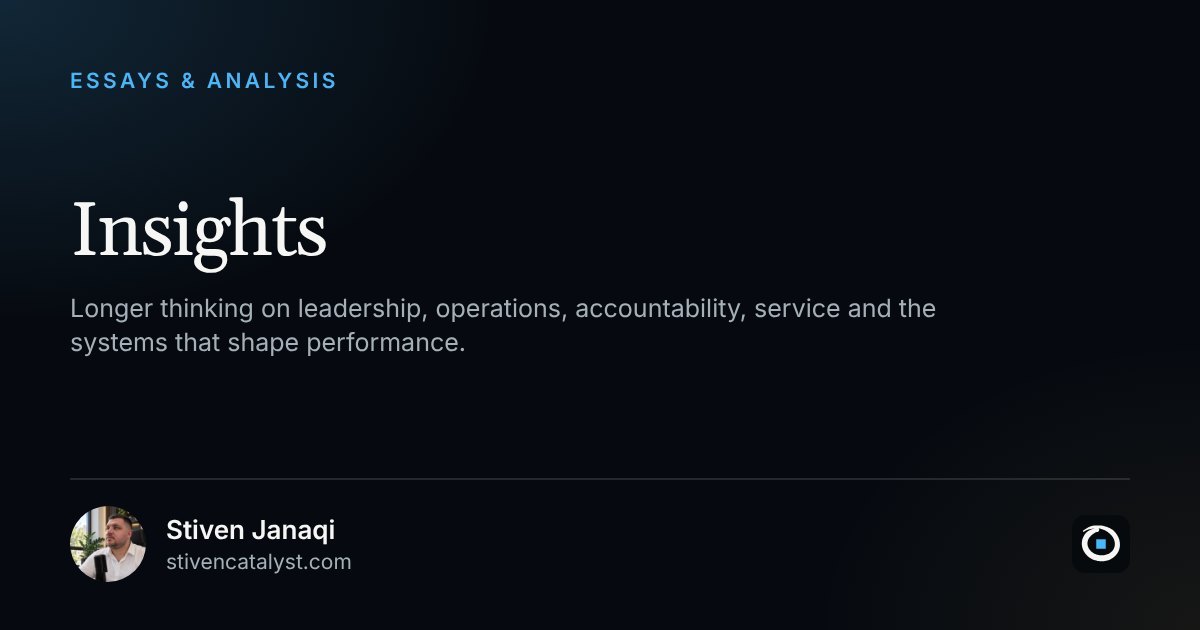 ESSAYS & ANALYSIS
Insights
Longer thinking on leadership, operations, accountability, service and the
systems that shape performance.
Stiven Janaqi
stivencatalyst.com